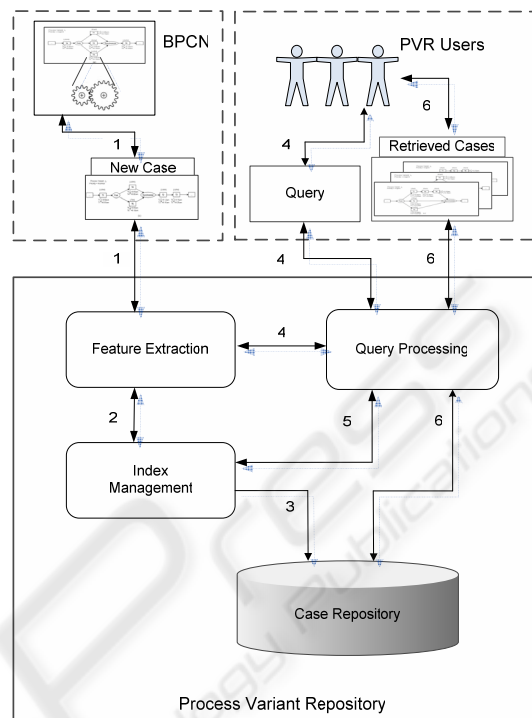 BPCN
PVR Users
1
6
New Case
4
Retrieved Cases
Query
1
4
6
Feature Extraction
4
Query Processing
2
5
6
Index
Management
3
Case Repository
Process Variant Repository